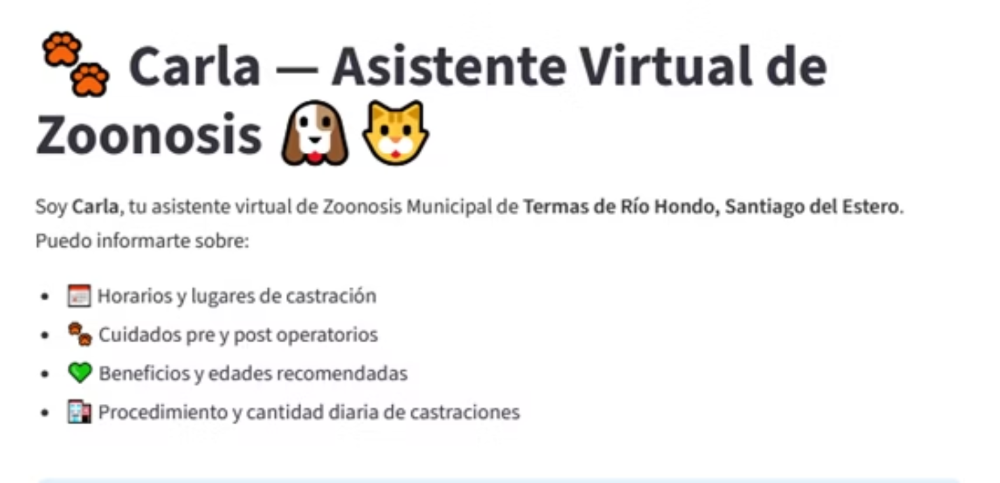 Carla — Asistente Virtual de
Zoonosis
Soy Carla, tu asistente virtual de Zoonosis Municipal de Termas de Río Hondo, Santiago del Estero.
Puedo informarte sobre:
• Horarios y lugares de castración
• Cuidados pre y post operatorios
• Beneficios y edades recomendadas
• Procedimiento y cantidad diaria de castraciones